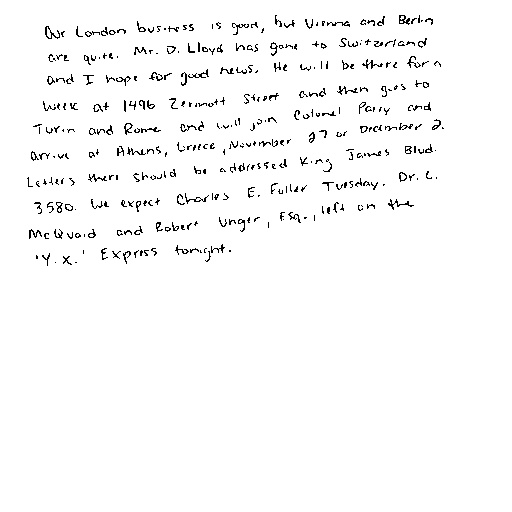 Our London business is good, but Vienna and Berlin
are quite. Mr. D. Lloyd has gone to Switzerland
and I hope for good news. He will be there for a
week at 1496 Zermott Street and then goes to
Turin and Rome and will join Colonel Parry and
arrive at Athens, Greece, November 27 or December 2.
Letters there should be addressed King James Blvd.
3580. We expect Charles E. Fuller Tuesday. Dr. L.
McQuaid and Robert Unger, Esq., left on the
'Y.X.' Express tonight.